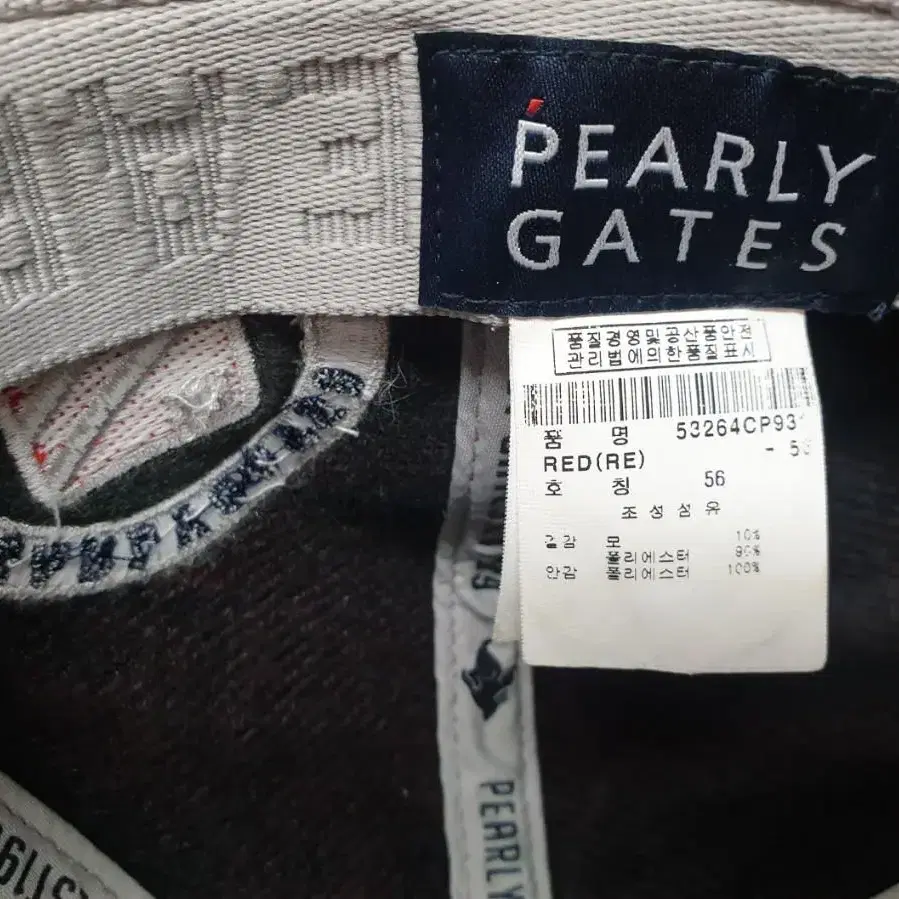 PEARLY
GATES
품질경영및공산품안전
관리법에의한품질표시
품 명 53264CP93
RED(RE)
호 칭 56
조성섬유
겉감 모 10%
폴리에스터 90%
안감 폴리에스터 100%
PEARLY